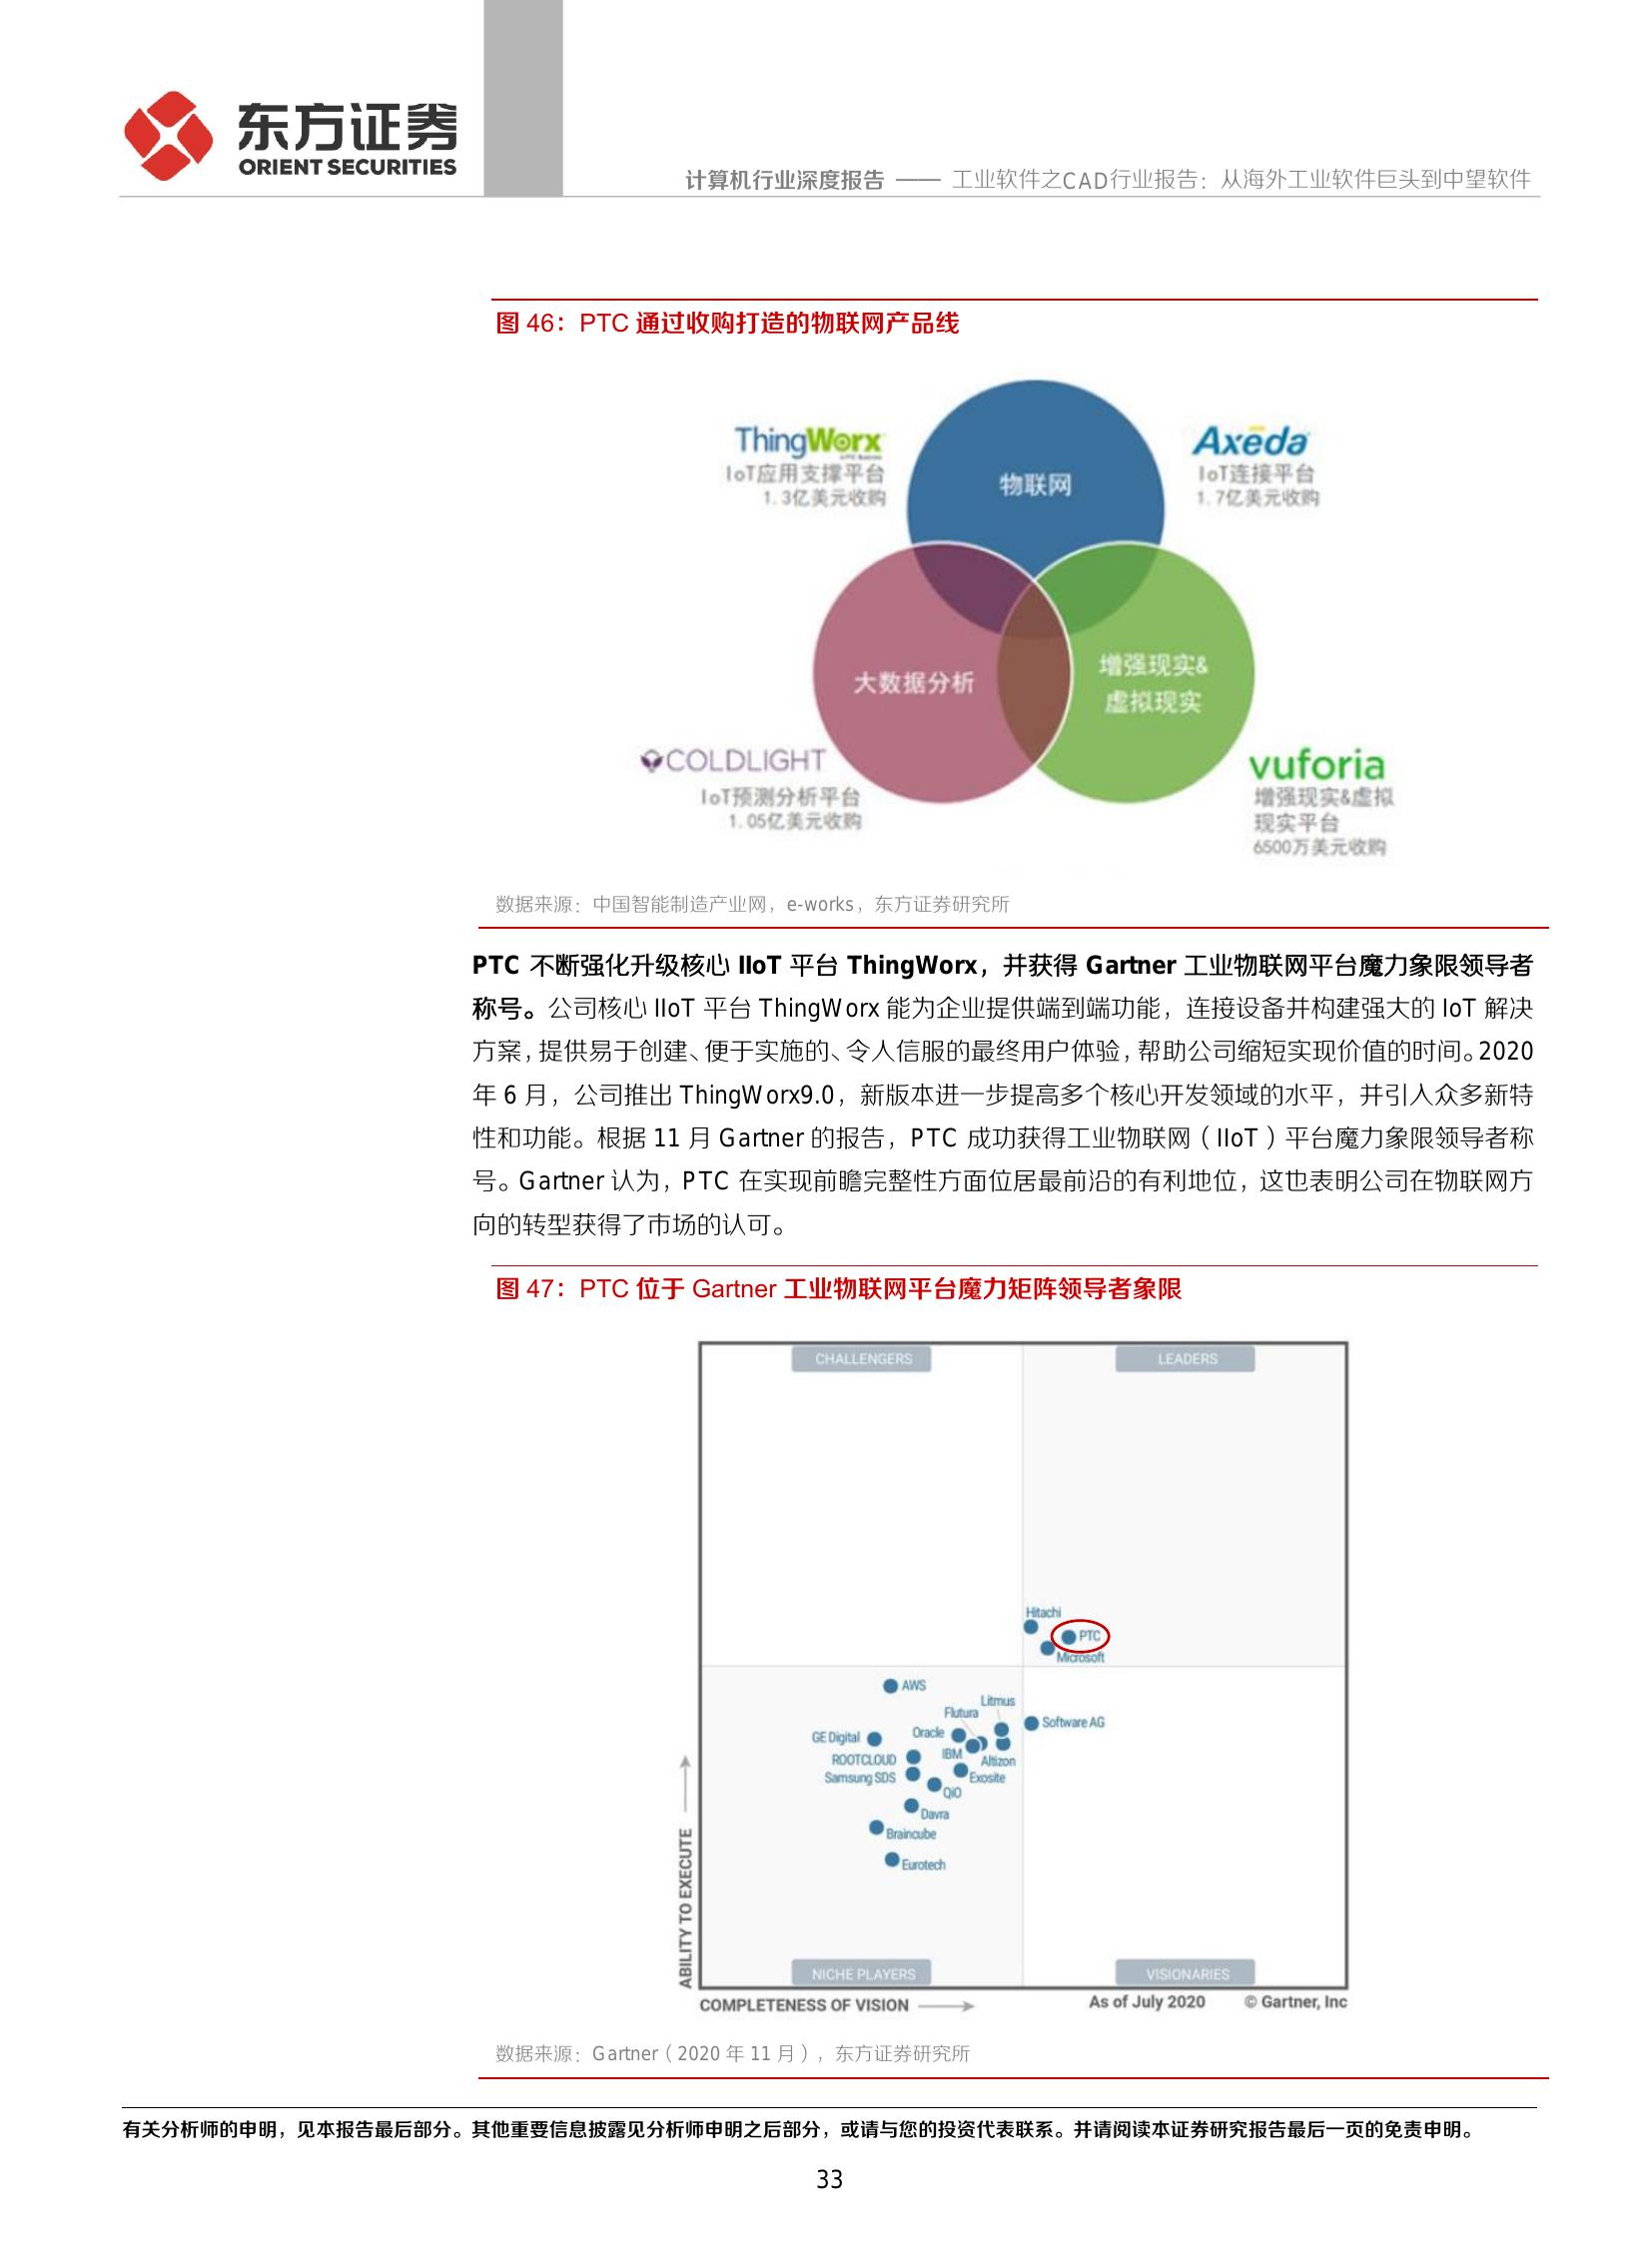 东方证券
ORIENT SECURITIES
计算机行业深度报告 —— 工业软件之CAD行业报告：从海外工业软件巨头到中望软件
图 46：PTC 通过收购打造的物联网产品线
ThingWorx
IoT应用支撑平台
1.3亿美元收购
物联网
Axeda
IoT连接平台
1.7亿美元收购
大数据分析
增强现实&
虚拟现实
COLDLIGHT
IoT预测分析平台
1.05亿美元收购
vuforia
增强现实&虚拟
现实平台
6500万美元收购
数据来源：中国智能制造产业网，e-works，东方证券研究所
PTC 不断强化升级核心 IIoT 平台 ThingWorx，并获得 Gartner 工业物联网平台魔力象限领导者
称号。公司核心 IIoT 平台 ThingWorx 能为企业提供端到端功能，连接设备并构建强大的 IoT 解决
方案，提供易于创建、便于实施的、令人信服的最终用户体验，帮助公司缩短实现价值的时间。2020
年 6 月，公司推出 ThingWorx9.0，新版本进一步提高多个核心开发领域的水平，并引入众多新特
性和功能。根据 11 月 Gartner 的报告，PTC 成功获得工业物联网（IIoT）平台魔力象限领导者称
号。Gartner 认为，PTC 在实现前瞻完整性方面位居最前沿的有利地位，这也表明公司在物联网方
向的转型获得了市场的认可。
图 47：PTC 位于 Gartner 工业物联网平台魔力矩阵领导者象限
CHALLENGERS
LEADERS
Hitachi
PTC
Microsoft
AWS
Litmus
Flutura
Software AG
Oracle
GE Digital
IBM
Altizon
ROOTCLOUD
Samsung SDS
Exosite
QiO
Davra
Braincube
Eurotech
ABILITY TO EXECUTE
NICHE PLAYERS
VISIONARIES
COMPLETENESS OF VISION
As of July 2020
© Gartner, Inc
数据来源：Gartner（2020 年 11 月），东方证券研究所
有关分析师的申明，见本报告最后部分。其他重要信息披露见分析师申明之后部分，或请与您的投资代表联系。并请阅读本证券研究报告最后一页的免责申明。
33